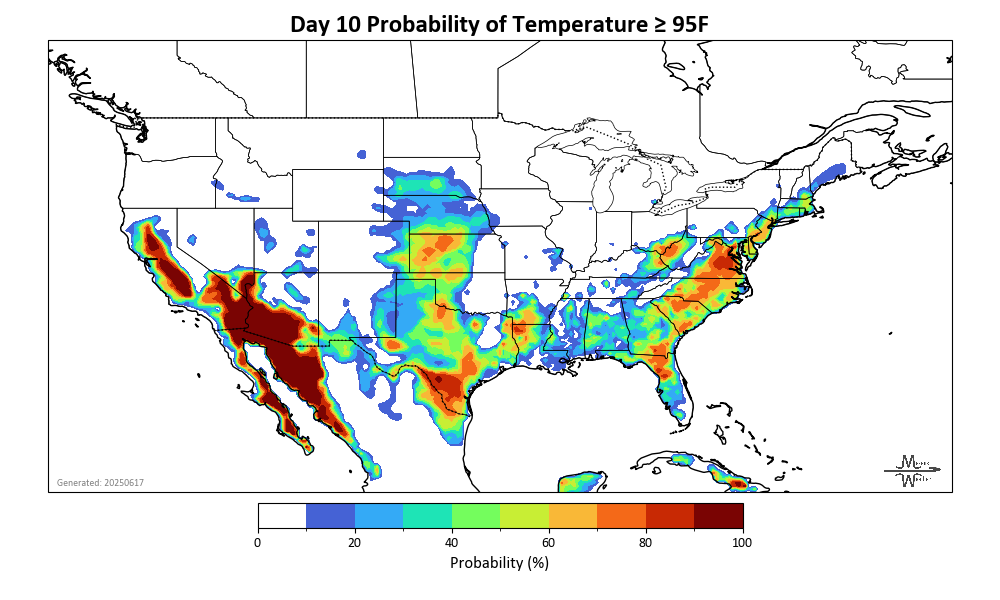 Day 10 Probability of Temperature ≥ 95F
Generated: 20250617
0 20 40 60 80 100
Probability (%)